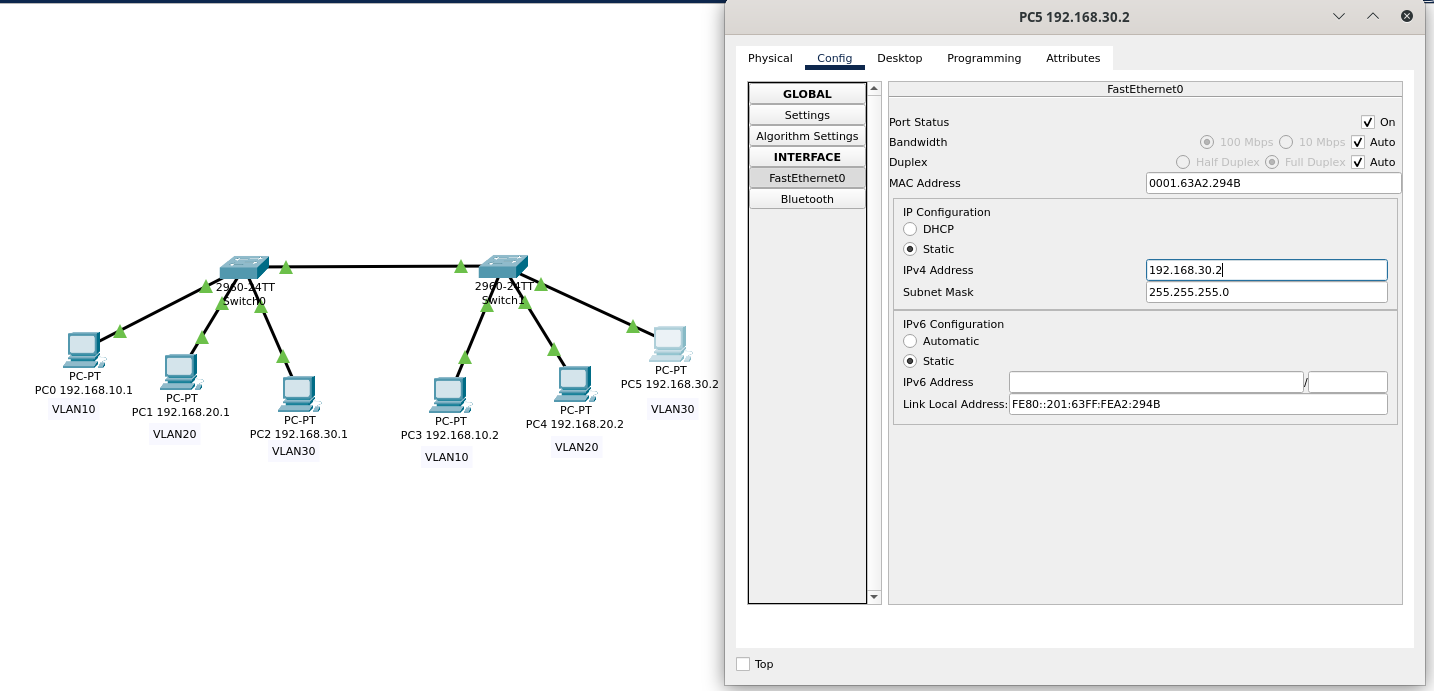 2960-24TT
Switch0
2960-24TT
Switch1
PC-PT
PC0 192.168.10.1
VLAN10
PC-PT
PC1 192.168.20.1
VLAN20
PC-PT
PC2 192.168.30.1
VLAN30
PC-PT
PC3 192.168.10.2
VLAN10
PC-PT
PC4 192.168.20.2
VLAN20
PC-PT
PC5 192.168.30.2
VLAN30
PC5 192.168.30.2
Physical Config Desktop Programming Attributes
GLOBAL
Settings
Algorithm Settings
INTERFACE
FastEthernet0
Bluetooth
FastEthernet0
Port Status On
Bandwidth 100 Mbps 10 Mbps Auto
Duplex Half Duplex Full Duplex Auto
MAC Address 0001.63A2.294B
IP Configuration
DHCP
Static
IPv4 Address 192.168.30.2
Subnet Mask 255.255.255.0
IPv6 Configuration
Automatic
Static
IPv6 Address /
Link Local Address: FE80::201:63FF:FEA2:294B
Top